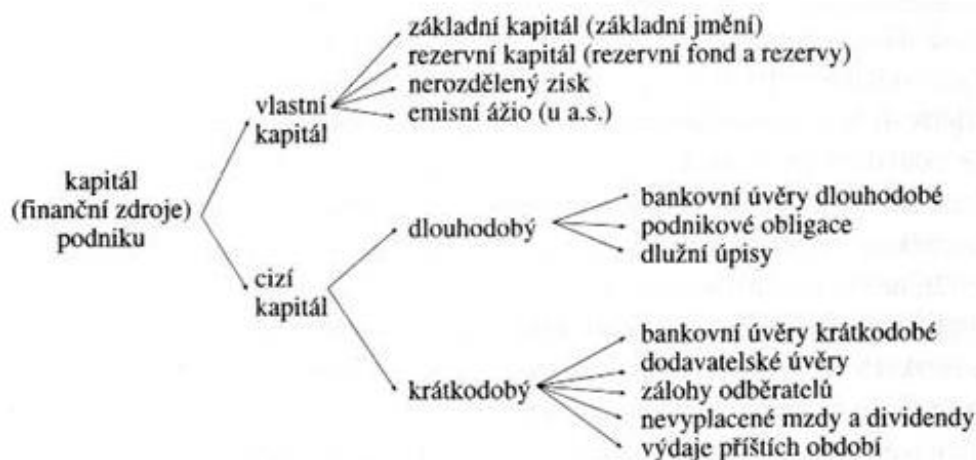 základní kapitál (základní jmění)
rezervní kapitál (rezervní fond a rezervy)
nerozdělený zisk
emisní ážio (u a.s.)
vlastní
kapitál
kapitál
(finanční zdroje)
podniku
cizí
kapitál
dlouhodobý
bankovní úvěry dlouhodobé
podnikové obligace
dlužní úpisy
krátkodobý
bankovní úvěry krátkodobé
dodavatelské úvěry
zálohy odběratelů
nevyplacené mzdy a dividendy
výdaje příštích období